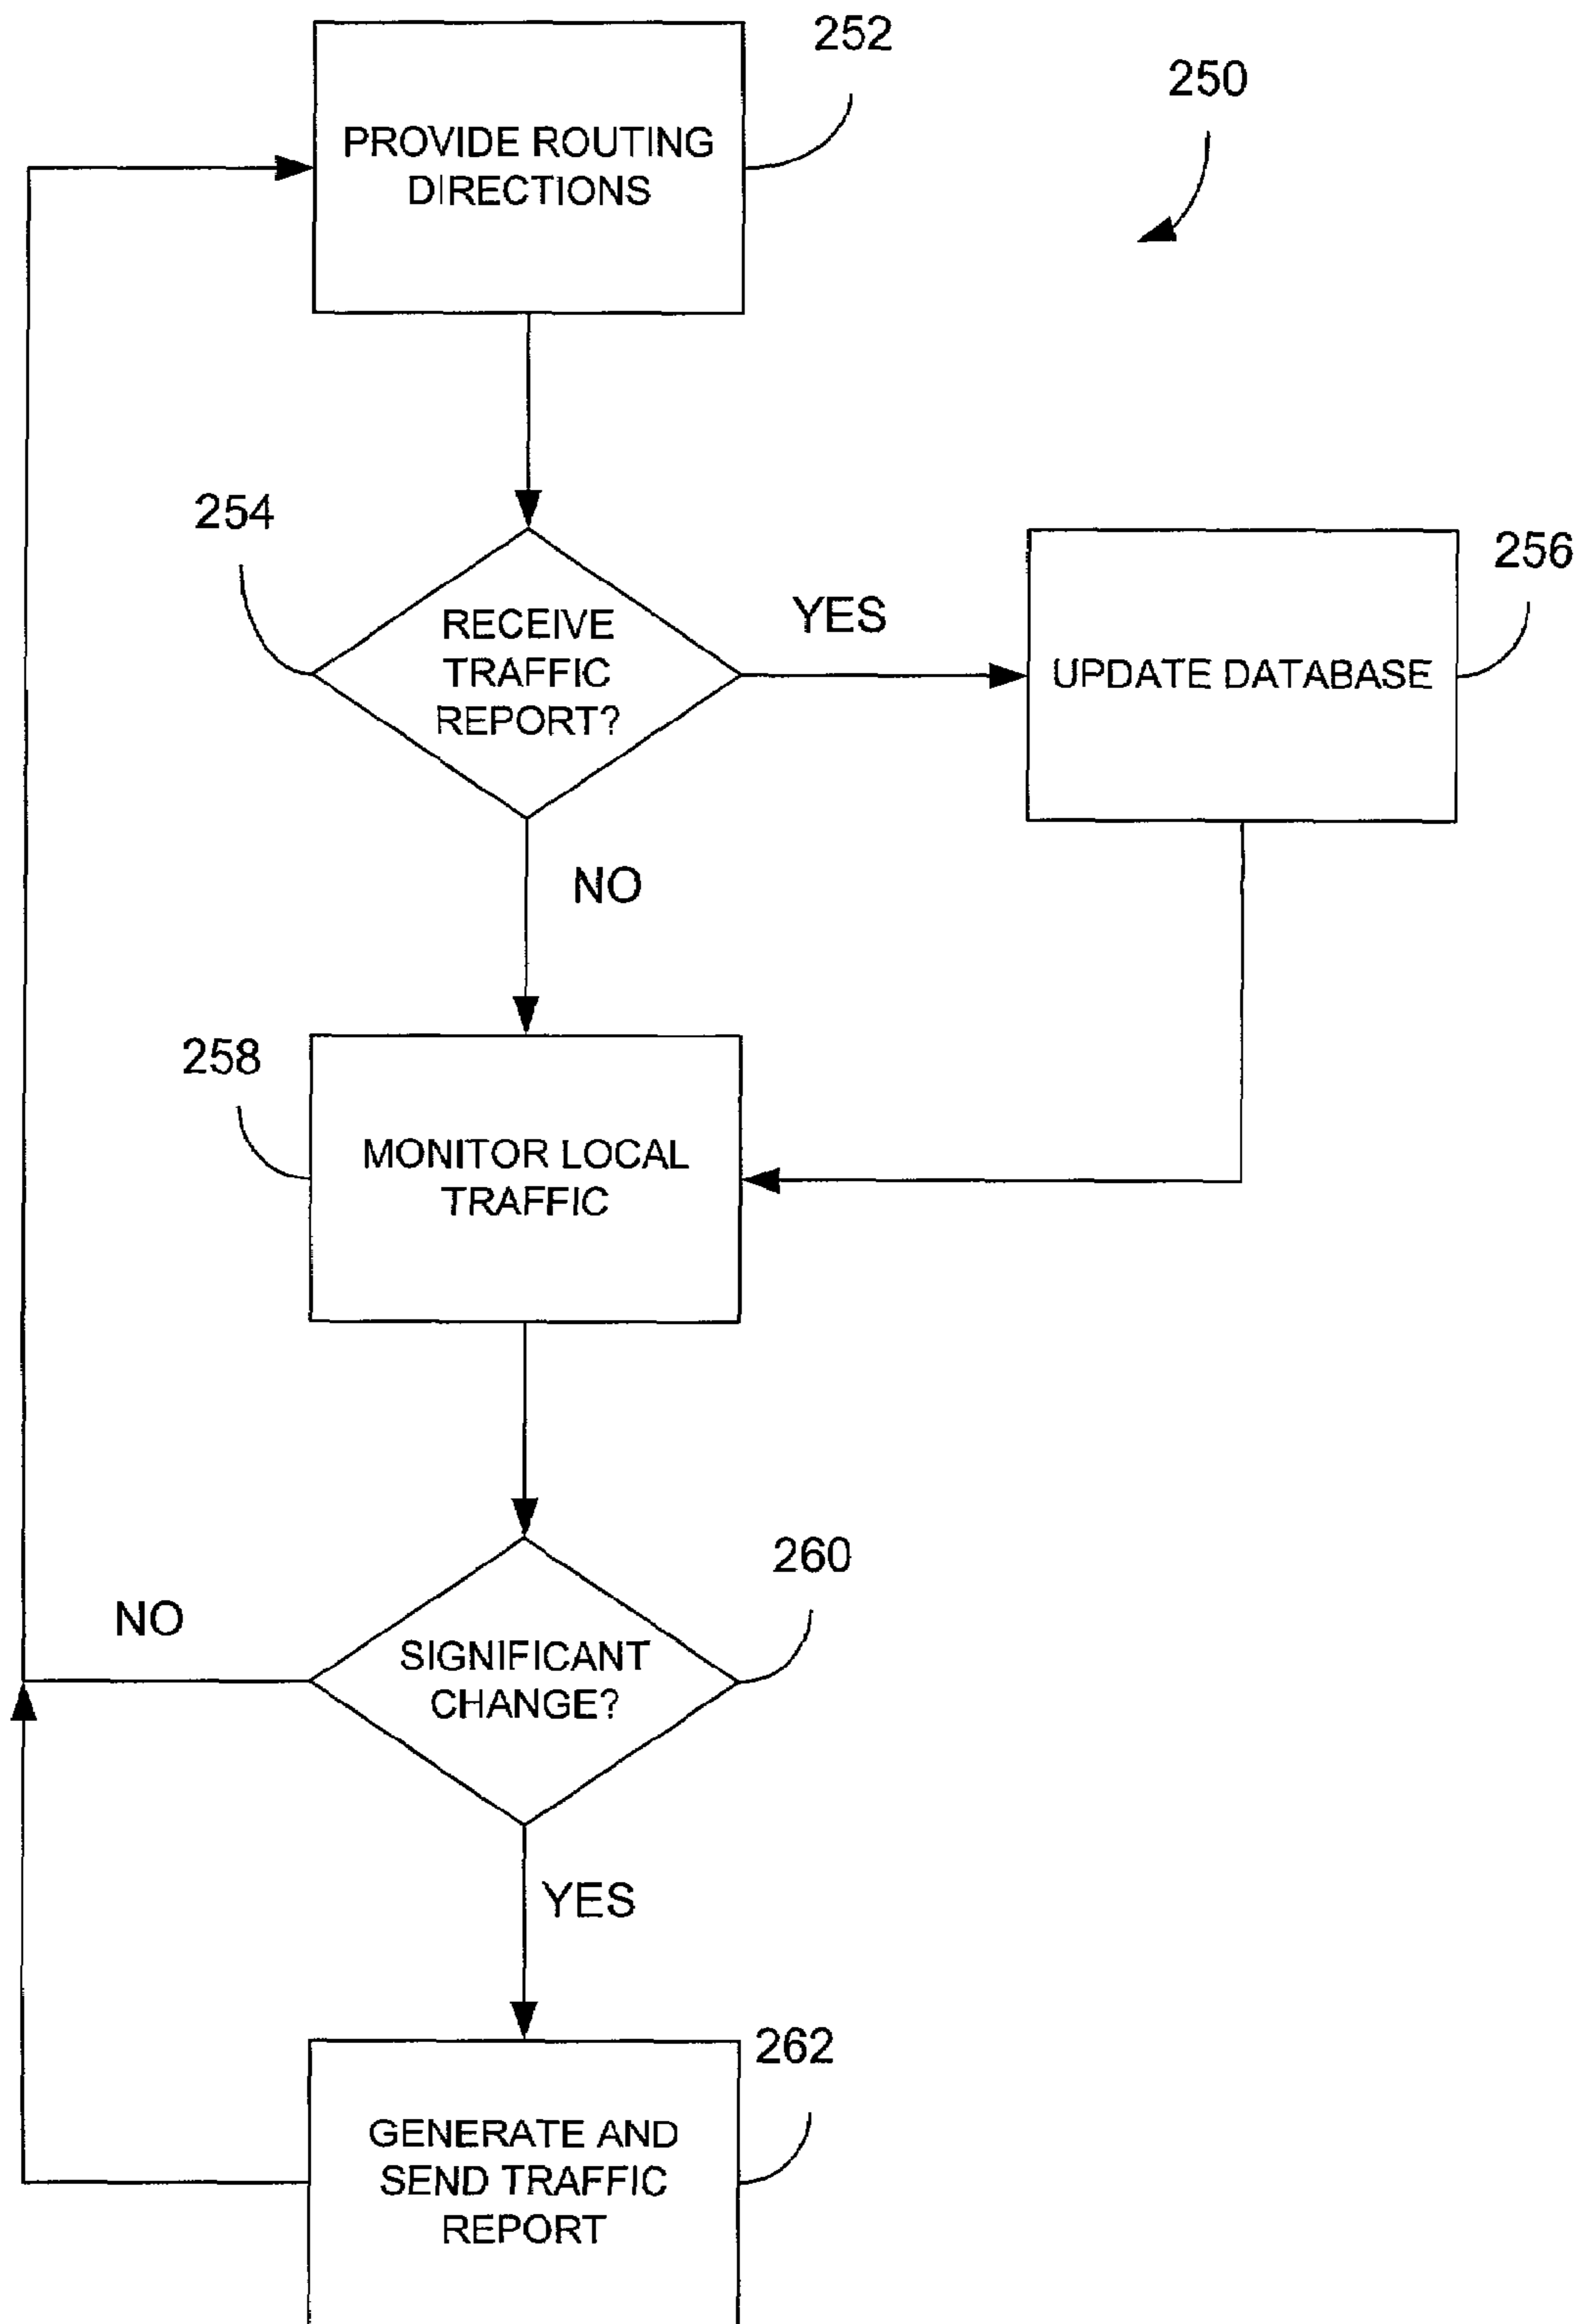 252
250
PROVIDE ROUTING
DIRECTIONS
254
RECEIVE
TRAFFIC
REPORT?
YES
256
UPDATE DATABASE
NO
258
MONITOR LOCAL
TRAFFIC
260
NO
SIGNIFICANT
CHANGE?
YES
262
GENERATE AND
SEND TRAFFIC
REPORT